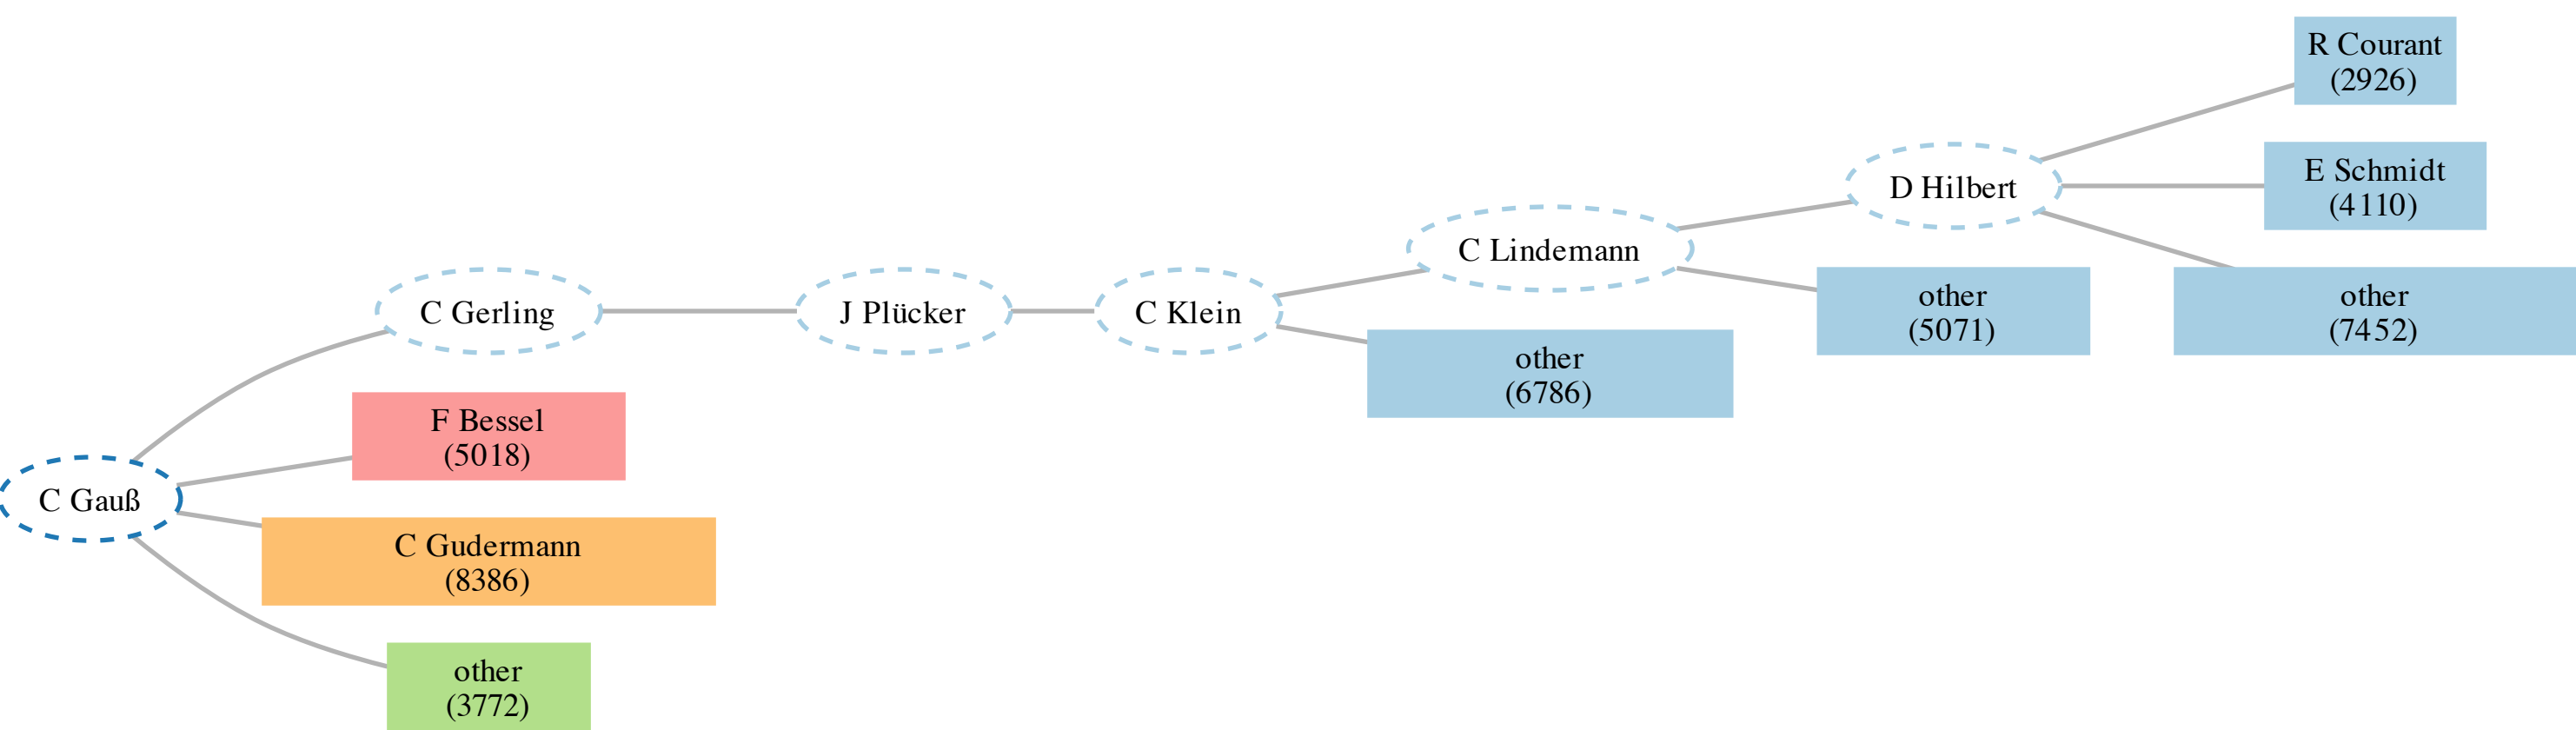 R Courant
(2926)
E Schmidt
(4110)
D Hilbert
other
(7452)
C Lindemann
other
(5071)
C Gerling
J Plücker
C Klein
other
(6786)
F Bessel
(5018)
C Gauß
C Gudermann
(8386)
other
(3772)